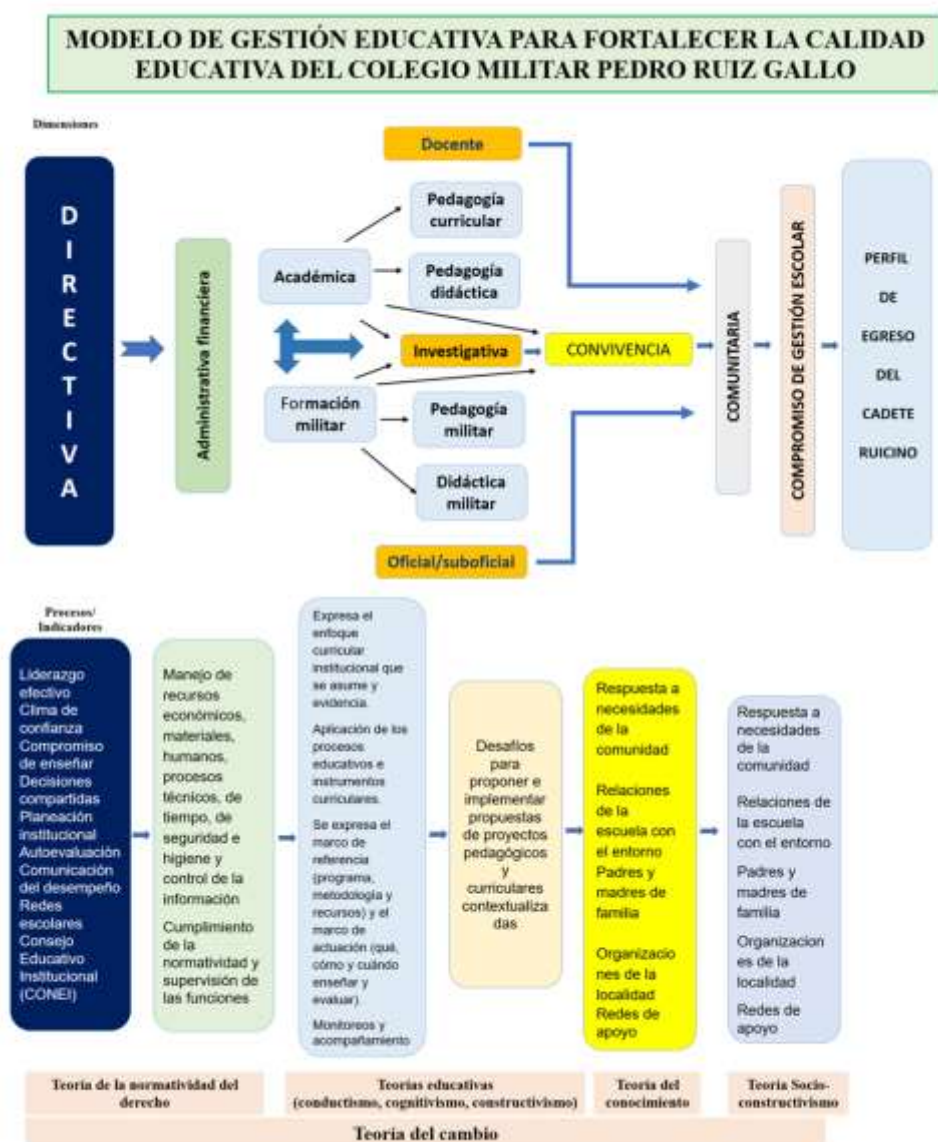 MODELO DE GESTIÓN EDUCATIVA PARA FORTALECER LA CALIDAD
EDUCATIVA DEL COLEGIO MILITAR PEDRO RUIZ GALLO
Dimensiones
DIRECTIVA
Administrativa financiera
Docente
Pedagogía
curricular
Académica
Pedagogía
didáctica
Investigativa
CONVIVENCIA
Formación
militar
Pedagogía
militar
Didáctica
militar
Oficial/suboficial
COMUNITARIA
COMPROMISO DE GESTIÓN ESCOLAR
PERFIL
DE
EGRESO
DEL
CADETE
RUICINO
Procesos/
Indicadores
Liderazgo
efectivo
Clima de
confianza
Compromiso
de enseñar
Decisiones
compartidas
Planeación
institucional
Autoevaluación
Comunicación
del desempeño
Redes
escolares
Consejo
Educativo
Institucional
(CONEI)
Manejo de
recursos
económicos,
materiales,
humanos,
procesos
técnicos, de
tiempo, de
seguridad e
higiene y
control de la
información
Cumplimiento
de la
normatividad y
supervisión de
las funciones
Expresa el
enfoque
curricular
institucional que
se asume y
evidencia.
Aplicación de los
procesos
educativos e
instrumentos
curriculares.
Se expresa el
marco de
referencia
(programa,
metodología y
recursos) y el
marco de
actuación (qué,
cómo y cuándo
enseñar y
evaluar).
Monitoreos y
acompañamiento
Desafíos
para
proponer e
implementar
propuestas
de proyectos
pedagógicos
y
curriculares
contextualiza
das
Respuesta a
necesidades
de la
comunidad
Relaciones
de la
escuela con
el entorno
Padres y
madres de
familia
Organizacio
nes de la
localidad
Redes de
apoyo
Respuesta a
necesidades
de la
comunidad
Relaciones de
la escuela
con el entorno
Padres y
madres de
familia
Organizacion
es de la
localidad
Redes de
apoyo
Teoría de la normatividad del
derecho
Teorías educativas
(conductismo, cognitivismo, constructivismo)
Teoría del
conocimiento
Teoría Socio-
constructivismo
Teoría del cambio